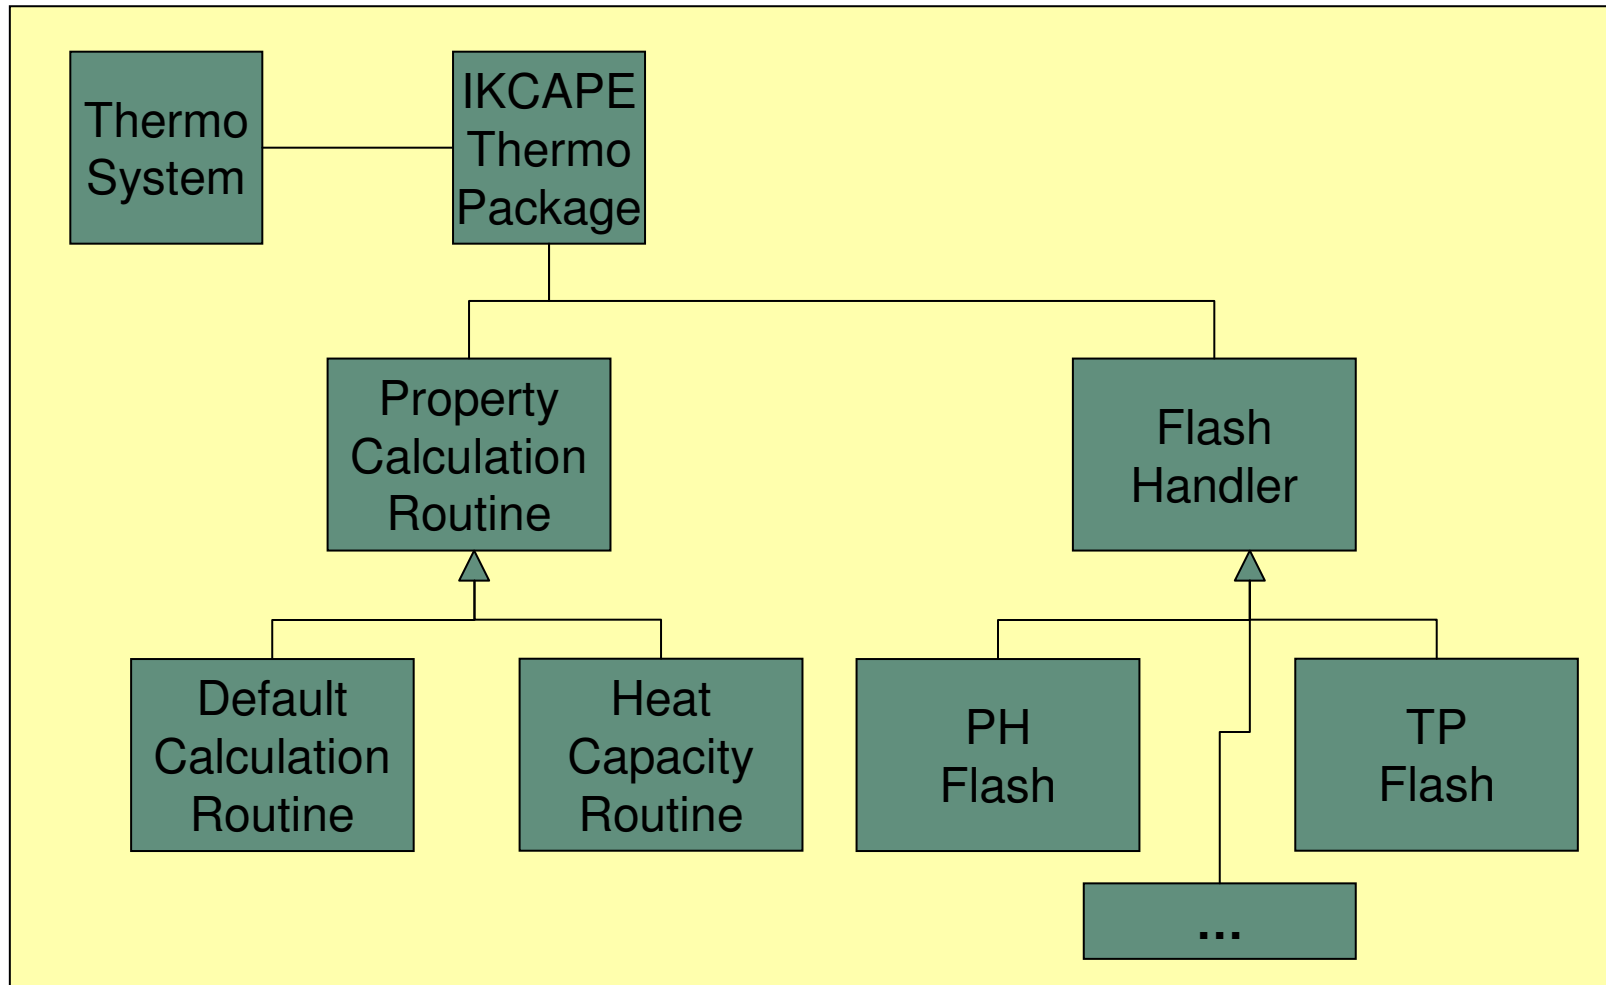 Thermo
System
IKCAPE
Thermo
Package
Property
Calculation
Routine
Flash
Handler
Default
Calculation
Routine
Heat
Capacity
Routine
PH
Flash
TP
Flash
...